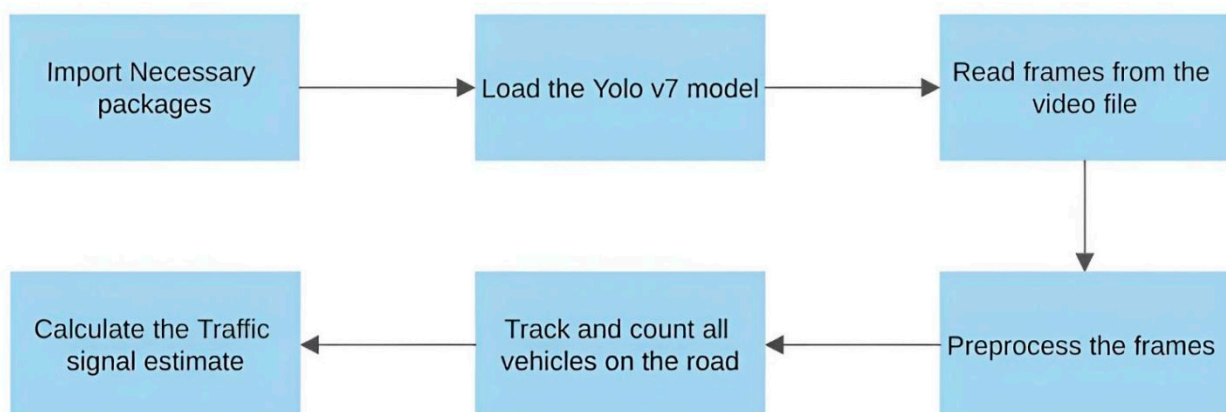 Import Necessary
packages
Load the Yolo v7 model
Read frames from the
video file
Preprocess the frames
Track and count all
vehicles on the road
Calculate the Traffic
signal estimate